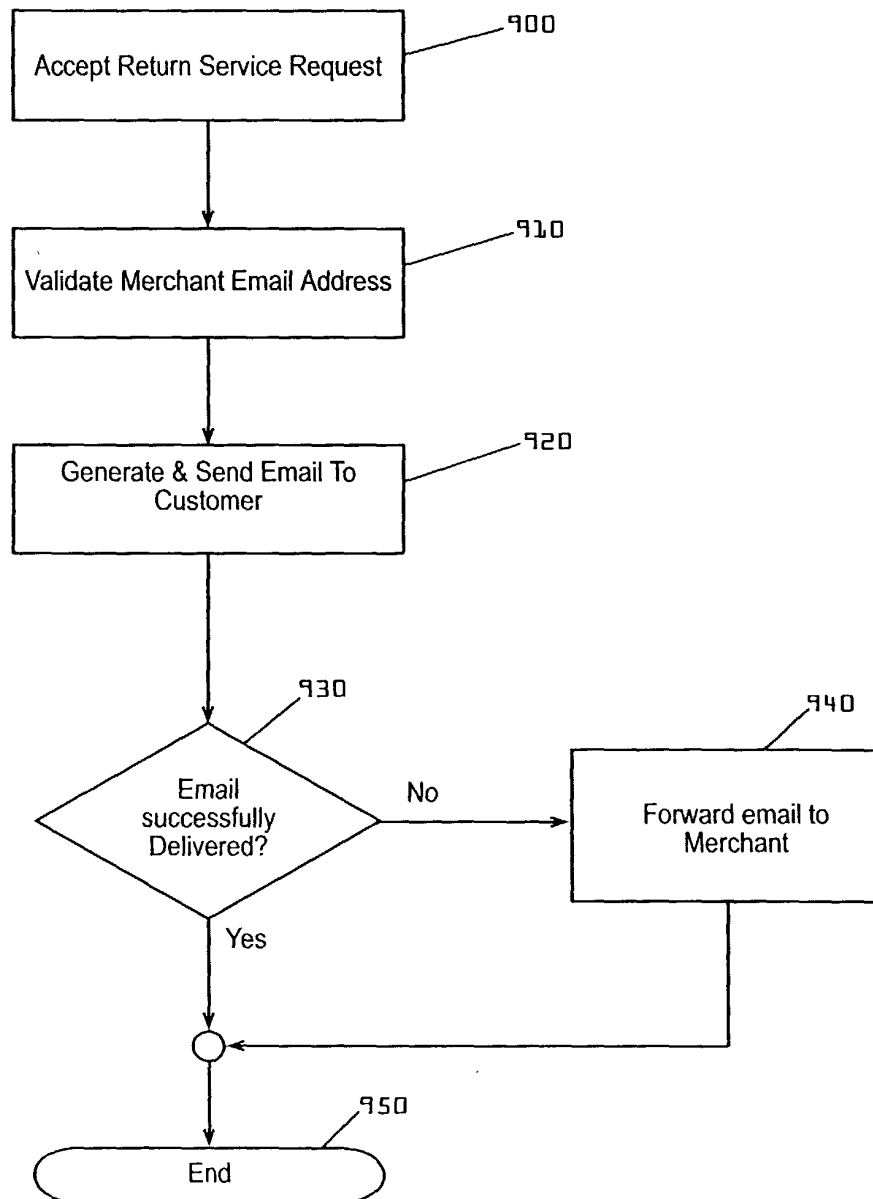 900
Accept Return Service Request
910
Validate Merchant Email Address
920
Generate & Send Email To
Customer
930
940
Email
successfully
Delivered?
No
Forward email to
Merchant
Yes
950
End